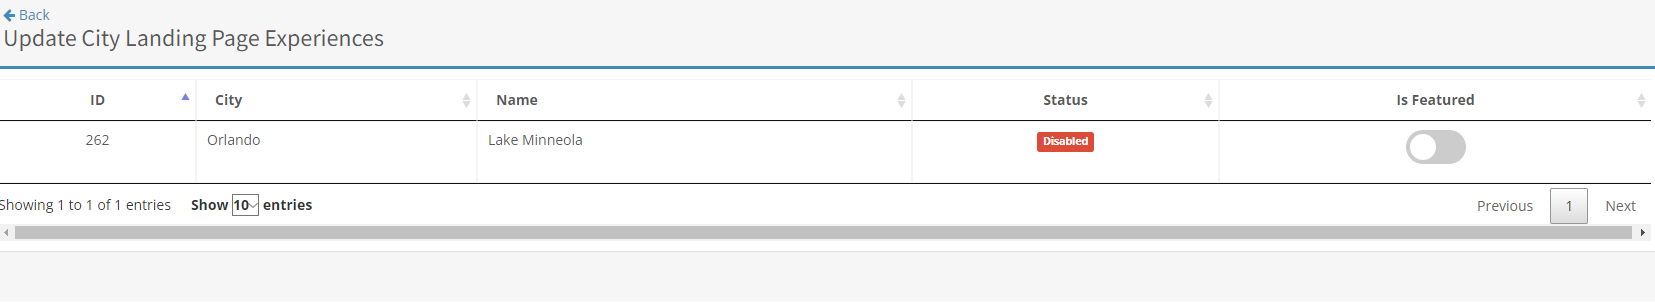 Back
Update City Landing Page Experiences
ID City Name Status Is Featured
262 Orlando Lake Minneola Disabled
Showing 1 to 1 of 1 entries Show 10 entries Previous 1 Next